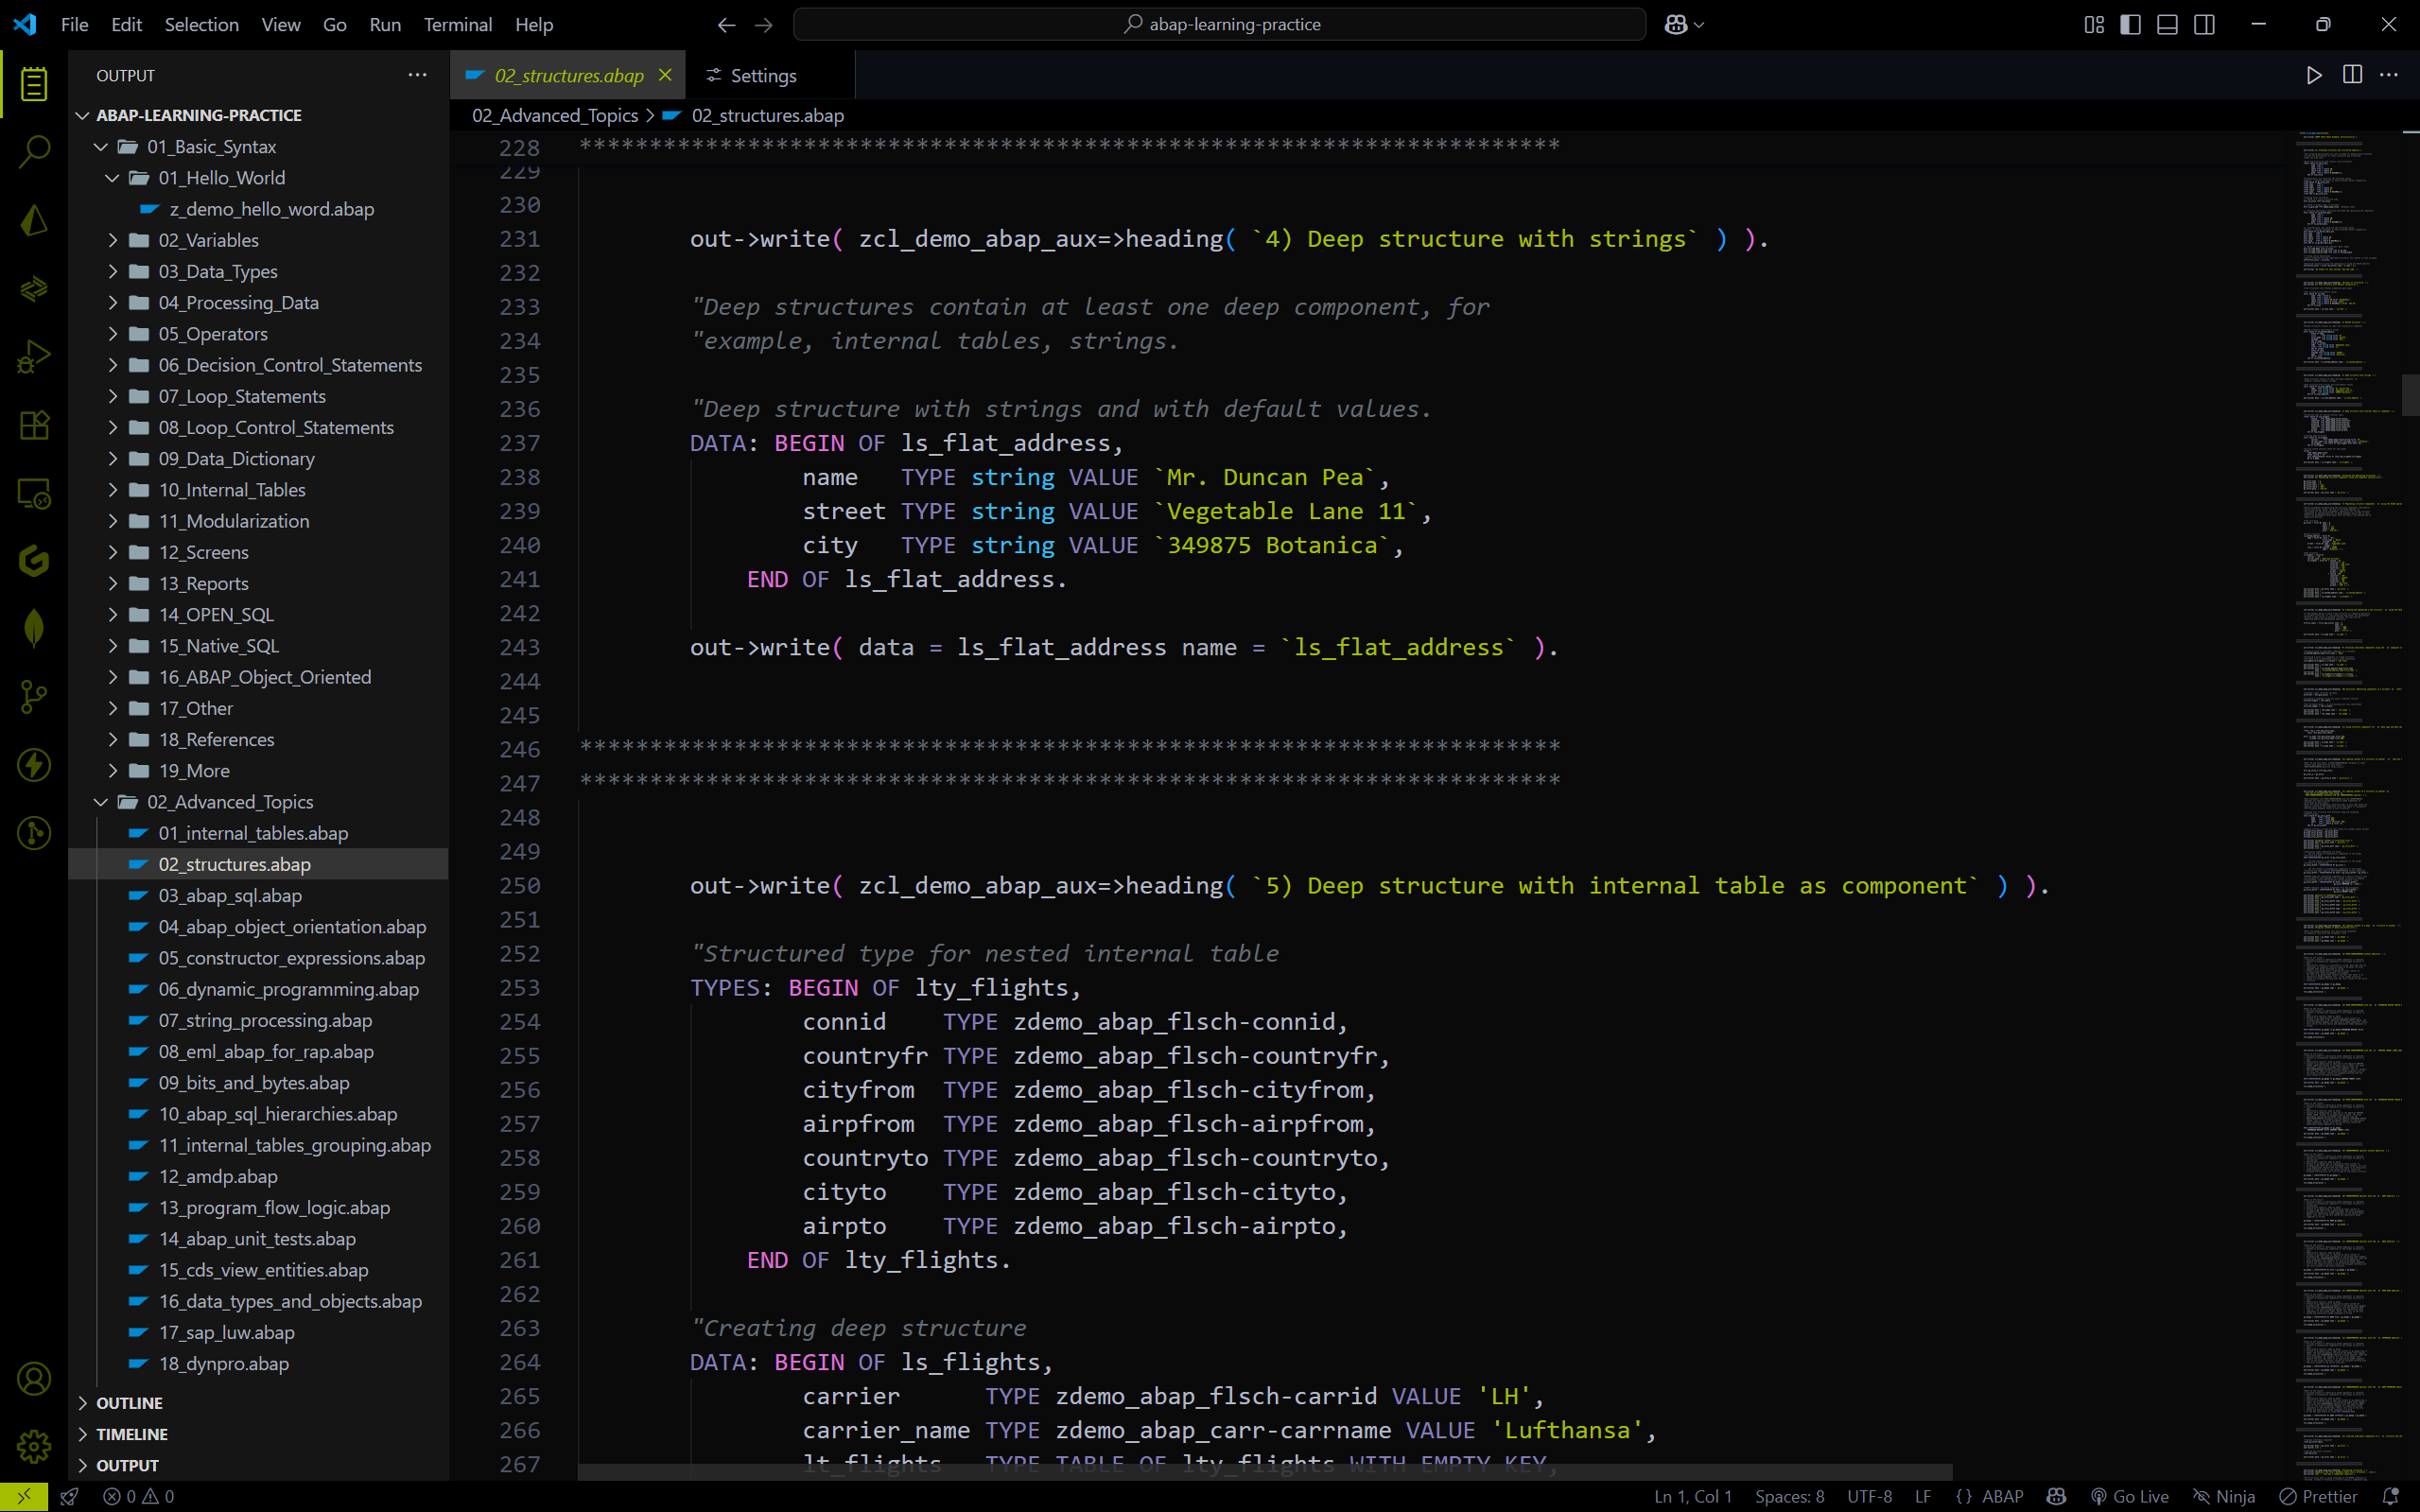 File Edit Selection View Go Run Terminal Help
abap-learning-practice
OUTPUT
ABAP-LEARNING-PRACTICE
01_Basic_Syntax
01_Hello_World
z_demo_hello_word.abap
02_Variables
03_Data_Types
04_Processing_Data
05_Operators
06_Decision_Control_Statements
07_Loop_Statements
08_Loop_Control_Statements
09_Data_Dictionary
10_Internal_Tables
11_Modularization
12_Screens
13_Reports
14_OPEN_SQL
15_Native_SQL
16_ABAP_Object_Oriented
17_Other
18_References
19_More
02_Advanced_Topics
01_internal_tables.abap
02_structures.abap
03_abap_sql.abap
04_abap_object_orientation.abap
05_constructor_expressions.abap
06_dynamic_programming.abap
07_string_processing.abap
08_eml_abap_for_rap.abap
09_bits_and_bytes.abap
10_abap_sql_hierarchies.abap
11_internal_tables_grouping.abap
12_amdp.abap
13_program_flow_logic.abap
14_abap_unit_tests.abap
15_cds_view_entities.abap
16_data_types_and_objects.abap
17_sap_luw.abap
18_dynpro.abap
OUTLINE
TIMELINE
OUTPUT
02_structures.abap
Settings
02_Advanced_Topics > 02_structures.abap
228 **********************************************************************
229
230
231 out->write( zcl_demo_abap_aux=>heading( `4) Deep structure with strings` ) ).
232
233 "Deep structures contain at least one deep component, for
234 "example, internal tables, strings.
235
236 "Deep structure with strings and with default values.
237 DATA: BEGIN OF ls_flat_address,
238 name   TYPE string VALUE `Mr. Duncan Pea`,
239 street TYPE string VALUE `Vegetable Lane 11`,
240 city   TYPE string VALUE `349875 Botanica`,
241 END OF ls_flat_address.
242
243 out->write( data = ls_flat_address name = `ls_flat_address` ).
244
245
246 **********************************************************************
247 **********************************************************************
248
249
250 out->write( zcl_demo_abap_aux=>heading( `5) Deep structure with internal table as component` ) ).
251
252 "Structured type for nested internal table
253 TYPES: BEGIN OF lty_flights,
254 connid    TYPE zdemo_abap_flsch-connid,
255 countryfr TYPE zdemo_abap_flsch-countryfr,
256 cityfrom  TYPE zdemo_abap_flsch-cityfrom,
257 airpfrom  TYPE zdemo_abap_flsch-airpfrom,
258 countryto TYPE zdemo_abap_flsch-countryto,
259 cityto    TYPE zdemo_abap_flsch-cityto,
260 airpto    TYPE zdemo_abap_flsch-airpto,
261 END OF lty_flights.
262
263 "Creating deep structure
264 DATA: BEGIN OF ls_flights,
265 carrier      TYPE zdemo_abap_flsch-carrid VALUE 'LH',
266 carrier_name TYPE zdemo_abap_carr-carrname VALUE 'Lufthansa',
267 lt_flights   TYPE TABLE OF lty_flights WITH EMPTY KEY,
0 0
Ln 1, Col 1 Spaces: 8 UTF-8 LF {} ABAP Go Live Ninja Prettier